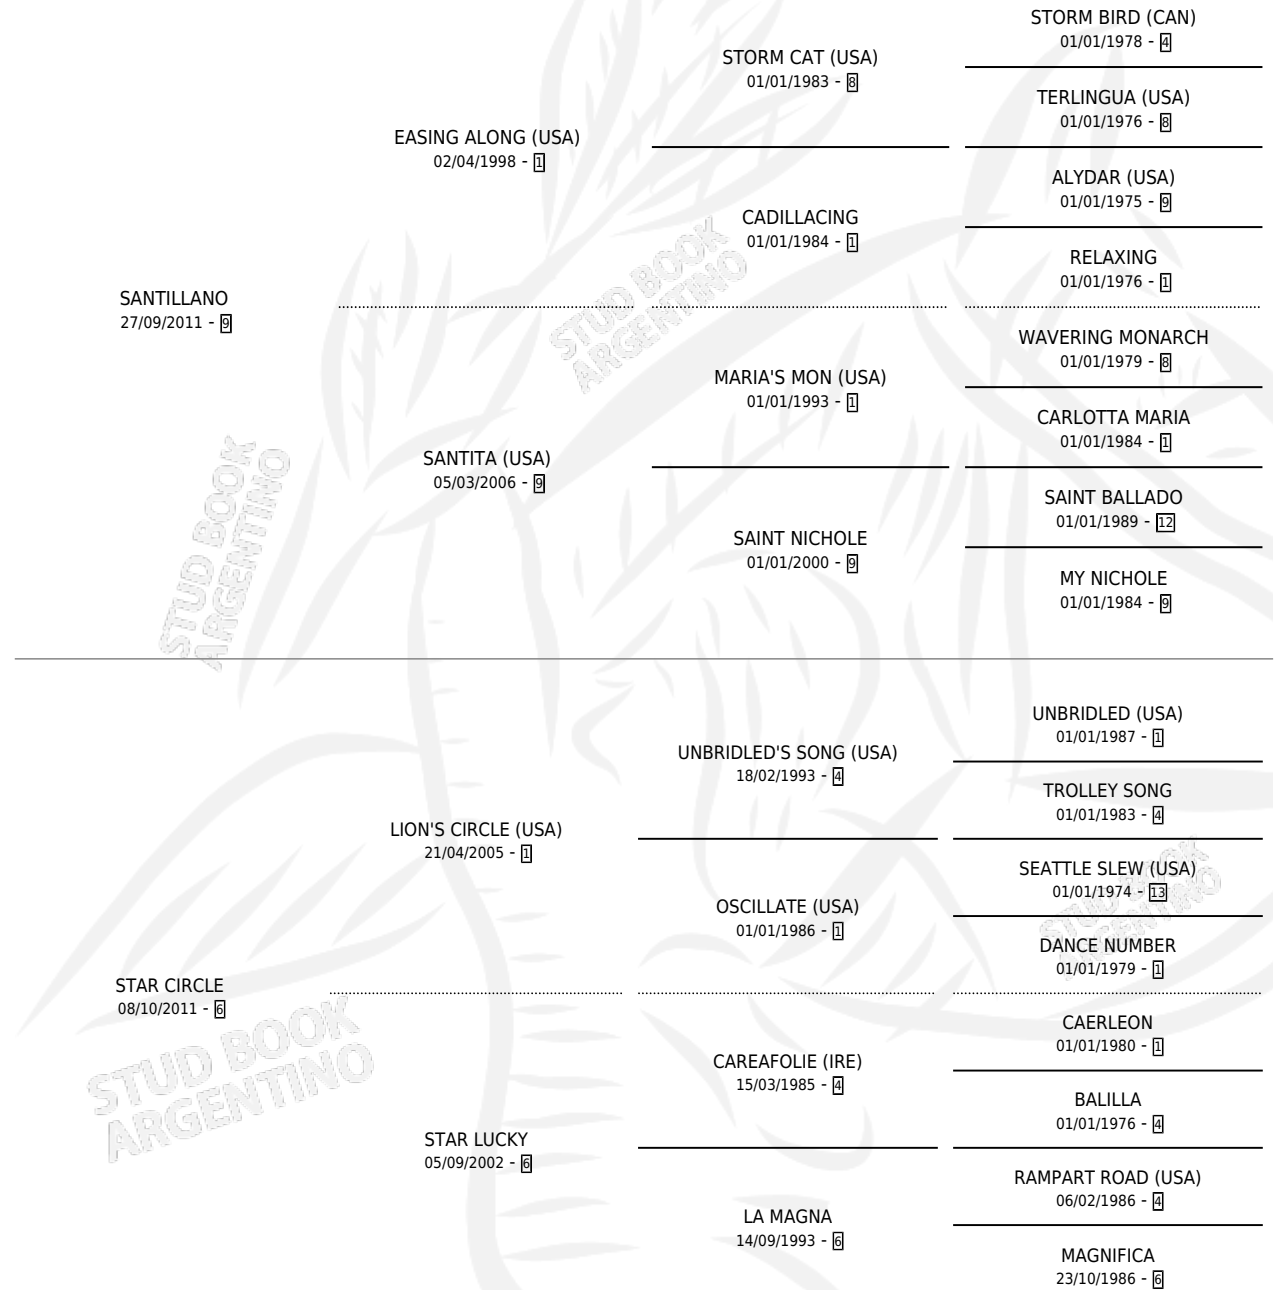 STORM BIRD (CAN)
01/01/1978 - 4
STORM CAT (USA)
01/01/1983 - 8
TERLINGUA (USA)
01/01/1976 - 8
EASING ALONG (USA)
02/04/1998 - 1
ALYDAR (USA)
01/01/1975 - 9
CADILLACING
01/01/1984 - 1
RELAXING
01/01/1976 - 1
SANTILLANO
27/09/2011 - 9
STUD BOOK
ARGENTINO
WAVERING MONARCH
01/01/1979 - 8
MARIA'S MON (USA)
01/01/1993 - 1
CARLOTTA MARIA
01/01/1984 - 1
SANTITA (USA)
05/03/2006 - 9
SAINT BALLADO
01/01/1989 - 12
SAINT NICHOLE
01/01/2000 - 9
MY NICHOLE
01/01/1984 - 9
STUD BOOK
ARGENTINO
UNBRIDLED (USA)
01/01/1987 - 1
UNBRIDLED'S SONG (USA)
18/02/1993 - 4
TROLLEY SONG
01/01/1983 - 4
LION'S CIRCLE (USA)
21/04/2005 - 1
SEATTLE SLEW (USA)
01/01/1974 - 13
STUD BOOK
ARGENTINO
OSCILLATE (USA)
01/01/1986 - 1
DANCE NUMBER
01/01/1979 - 1
STAR CIRCLE
08/10/2011 - 6
STUD BOOK
ARGENTINO
CAERLEON
01/01/1980 - 1
CAREAFOLIE (IRE)
15/03/1985 - 4
BALILLA
01/01/1976 - 4
STAR LUCKY
05/09/2002 - 6
RAMPART ROAD (USA)
06/02/1986 - 4
LA MAGNA
14/09/1993 - 6
MAGNIFICA
23/10/1986 - 6